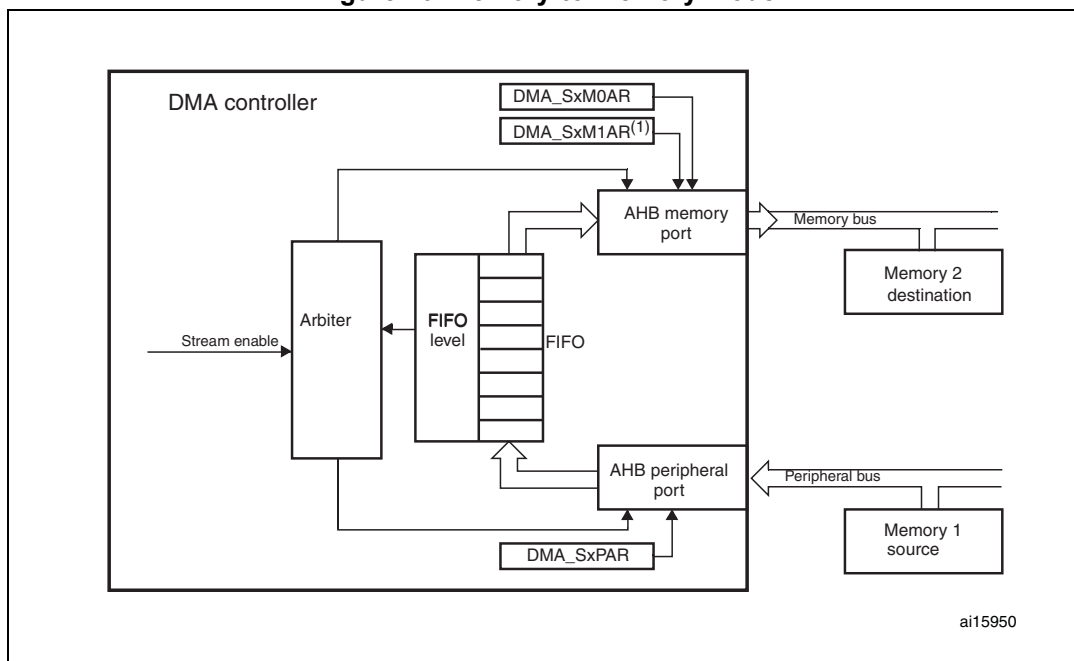 DMA controller
DMA_SxM0AR
DMA_SxM1AR(1)
AHB memory
port
Memory bus
Memory 2
destination
Arbiter
Stream enable
FIFO
level
FIFO
AHB peripheral
port
Peripheral bus
Memory 1
source
DMA_SxPAR
ai15950